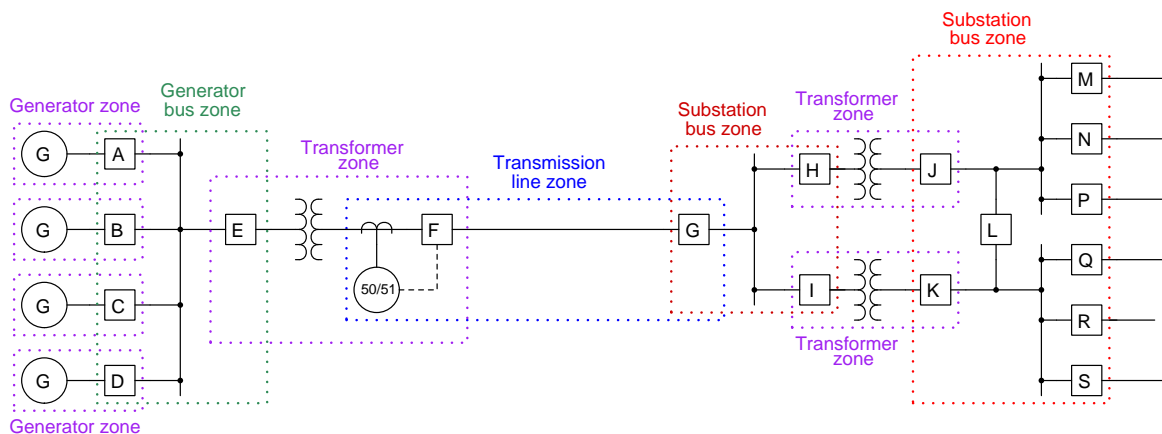 Substation
bus zone
Generator
bus zone
Generator zone
Transformer
zone
Substation
bus zone
Transformer
zone
Transmission
line zone
G
A
G
B
G
C
G
D
E
50/51
F
G
H
I
J
K
L
M
N
P
Q
R
S
Transformer
zone
Generator zone